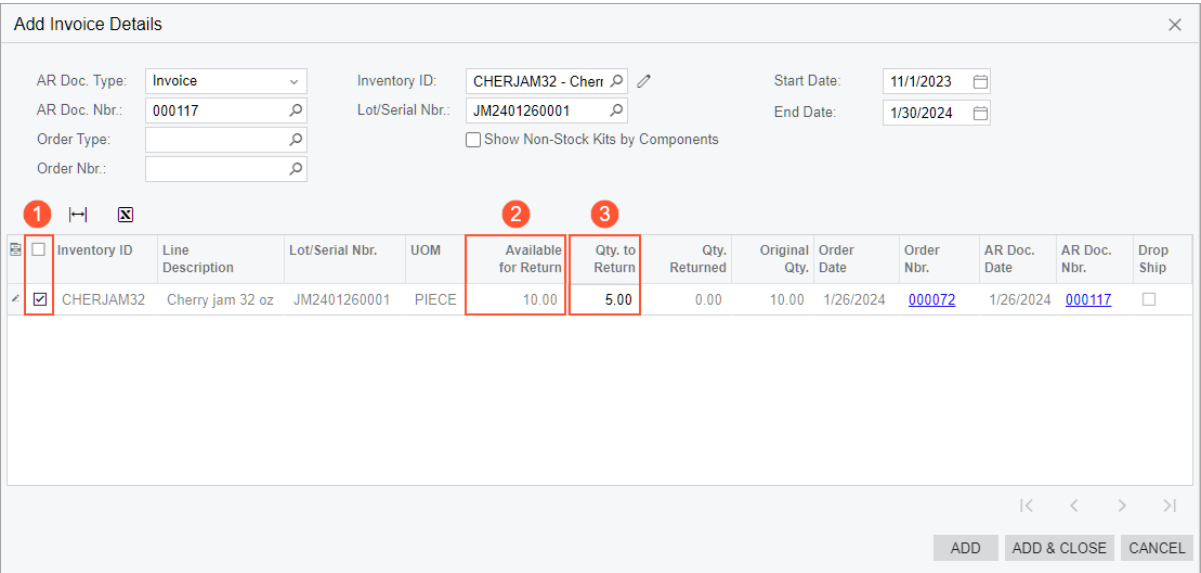 Add Invoice Details
AR Doc. Type: Invoice Inventory ID: CHERJAM32 - Cherr Start Date: 11/1/2023
AR Doc. Nbr.: 000117 Lot/Serial Nbr.: JM2401260001 End Date: 1/30/2024
Order Type: Show Non-Stock Kits by Components
Order Nbr.:
1 2 3
Inventory ID Line Description Lot/Serial Nbr. UOM Available for Return Qty. to Return Qty. Returned Original Qty. Order Date Order Nbr. AR Doc. Date AR Doc. Nbr. Drop Ship
CHERJAM32 Cherry jam 32 oz JM2401260001 PIECE 10.00 5.00 0.00 10.00 1/26/2024 000072 1/26/2024 000117
ADD ADD & CLOSE CANCEL